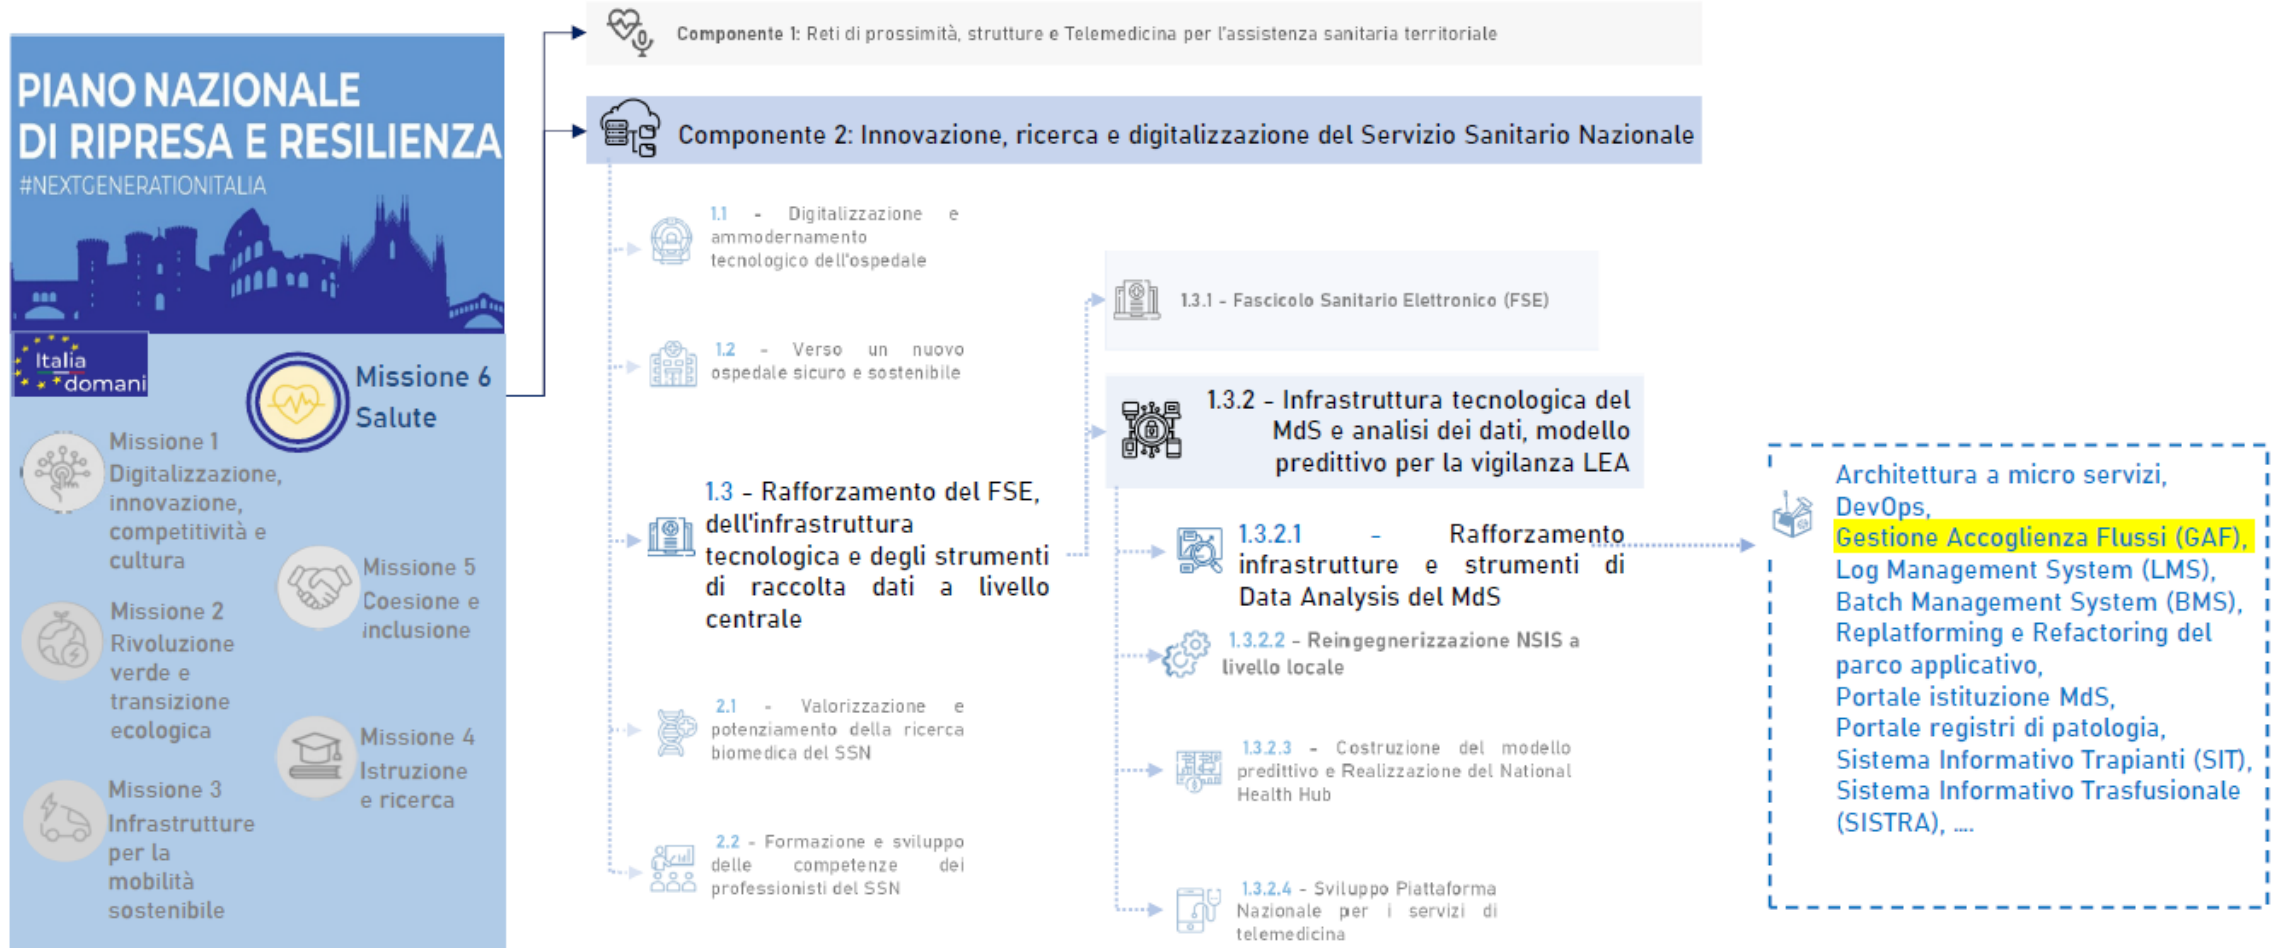 PIANO NAZIONALE
DI RIPRESA E RESILIENZA
#NEXTGENERATIONITALIA
Italia
domani
Missione 6
Salute
Missione 1
Digitalizzazione,
innovazione,
competitività e
cultura
Missione 5
Coesione e
inclusione
Missione 2
Rivoluzione
verde e
transizione
ecologica
Missione 4
Istruzione
e ricerca
Missione 3
Infrastrutture
per la
mobilità
sostenibile
Componente 1: Reti di prossimità, strutture e Telemedicina per l'assistenza sanitaria territoriale
Componente 2: Innovazione, ricerca e digitalizzazione del Servizio Sanitario Nazionale
1.1 - Digitalizzazione e
ammodernamento
tecnologico dell'ospedale
1.2 - Verso un nuovo
ospedale sicuro e sostenibile
1.3 - Rafforzamento del FSE,
dell'infrastruttura
tecnologica e degli strumenti
di raccolta dati a livello
centrale
2.1 - Valorizzazione e
potenziamento della ricerca
biomedica del SSN
2.2 - Formazione e sviluppo
delle competenze dei
professionisti del SSN
1.3.1 - Fascicolo Sanitario Elettronico (FSE)
1.3.2 - Infrastruttura tecnologica del
MdS e analisi dei dati, modello
predittivo per la vigilanza LEA
1.3.2.1 - Rafforzamento
infrastrutture e strumenti di
Data Analysis del MdS
1.3.2.2 - Reingegnerizzazione NSIS a
livello locale
1.3.2.3 - Costruzione del modello
predittivo e Realizzazione del National
Health Hub
1.3.2.4 - Sviluppo Piattaforma
Nazionale per i servizi di
telemedicina
Architettura a micro servizi,
DevOps,
Gestione Accoglienza Flussi (GAF),
Log Management System (LMS),
Batch Management System (BMS),
Replatforming e Refactoring del
parco applicativo,
Portale istituzione MdS,
Portale registri di patologia,
Sistema Informativo Trapianti (SIT),
Sistema Informativo Trasfusionale
(SISTRA), ....